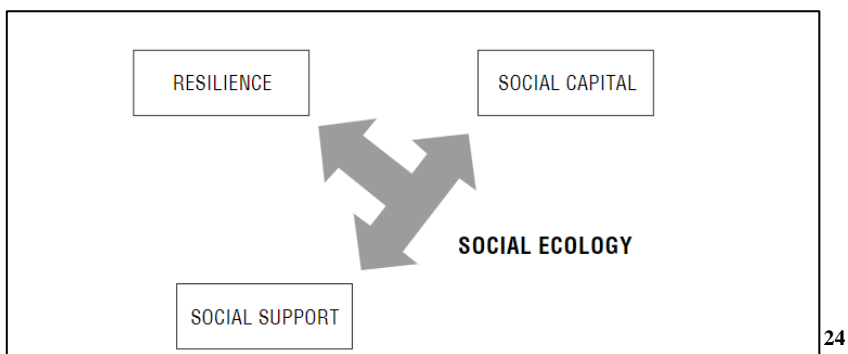 RESILIENCE
SOCIAL CAPITAL
SOCIAL ECOLOGY
SOCIAL SUPPORT
24